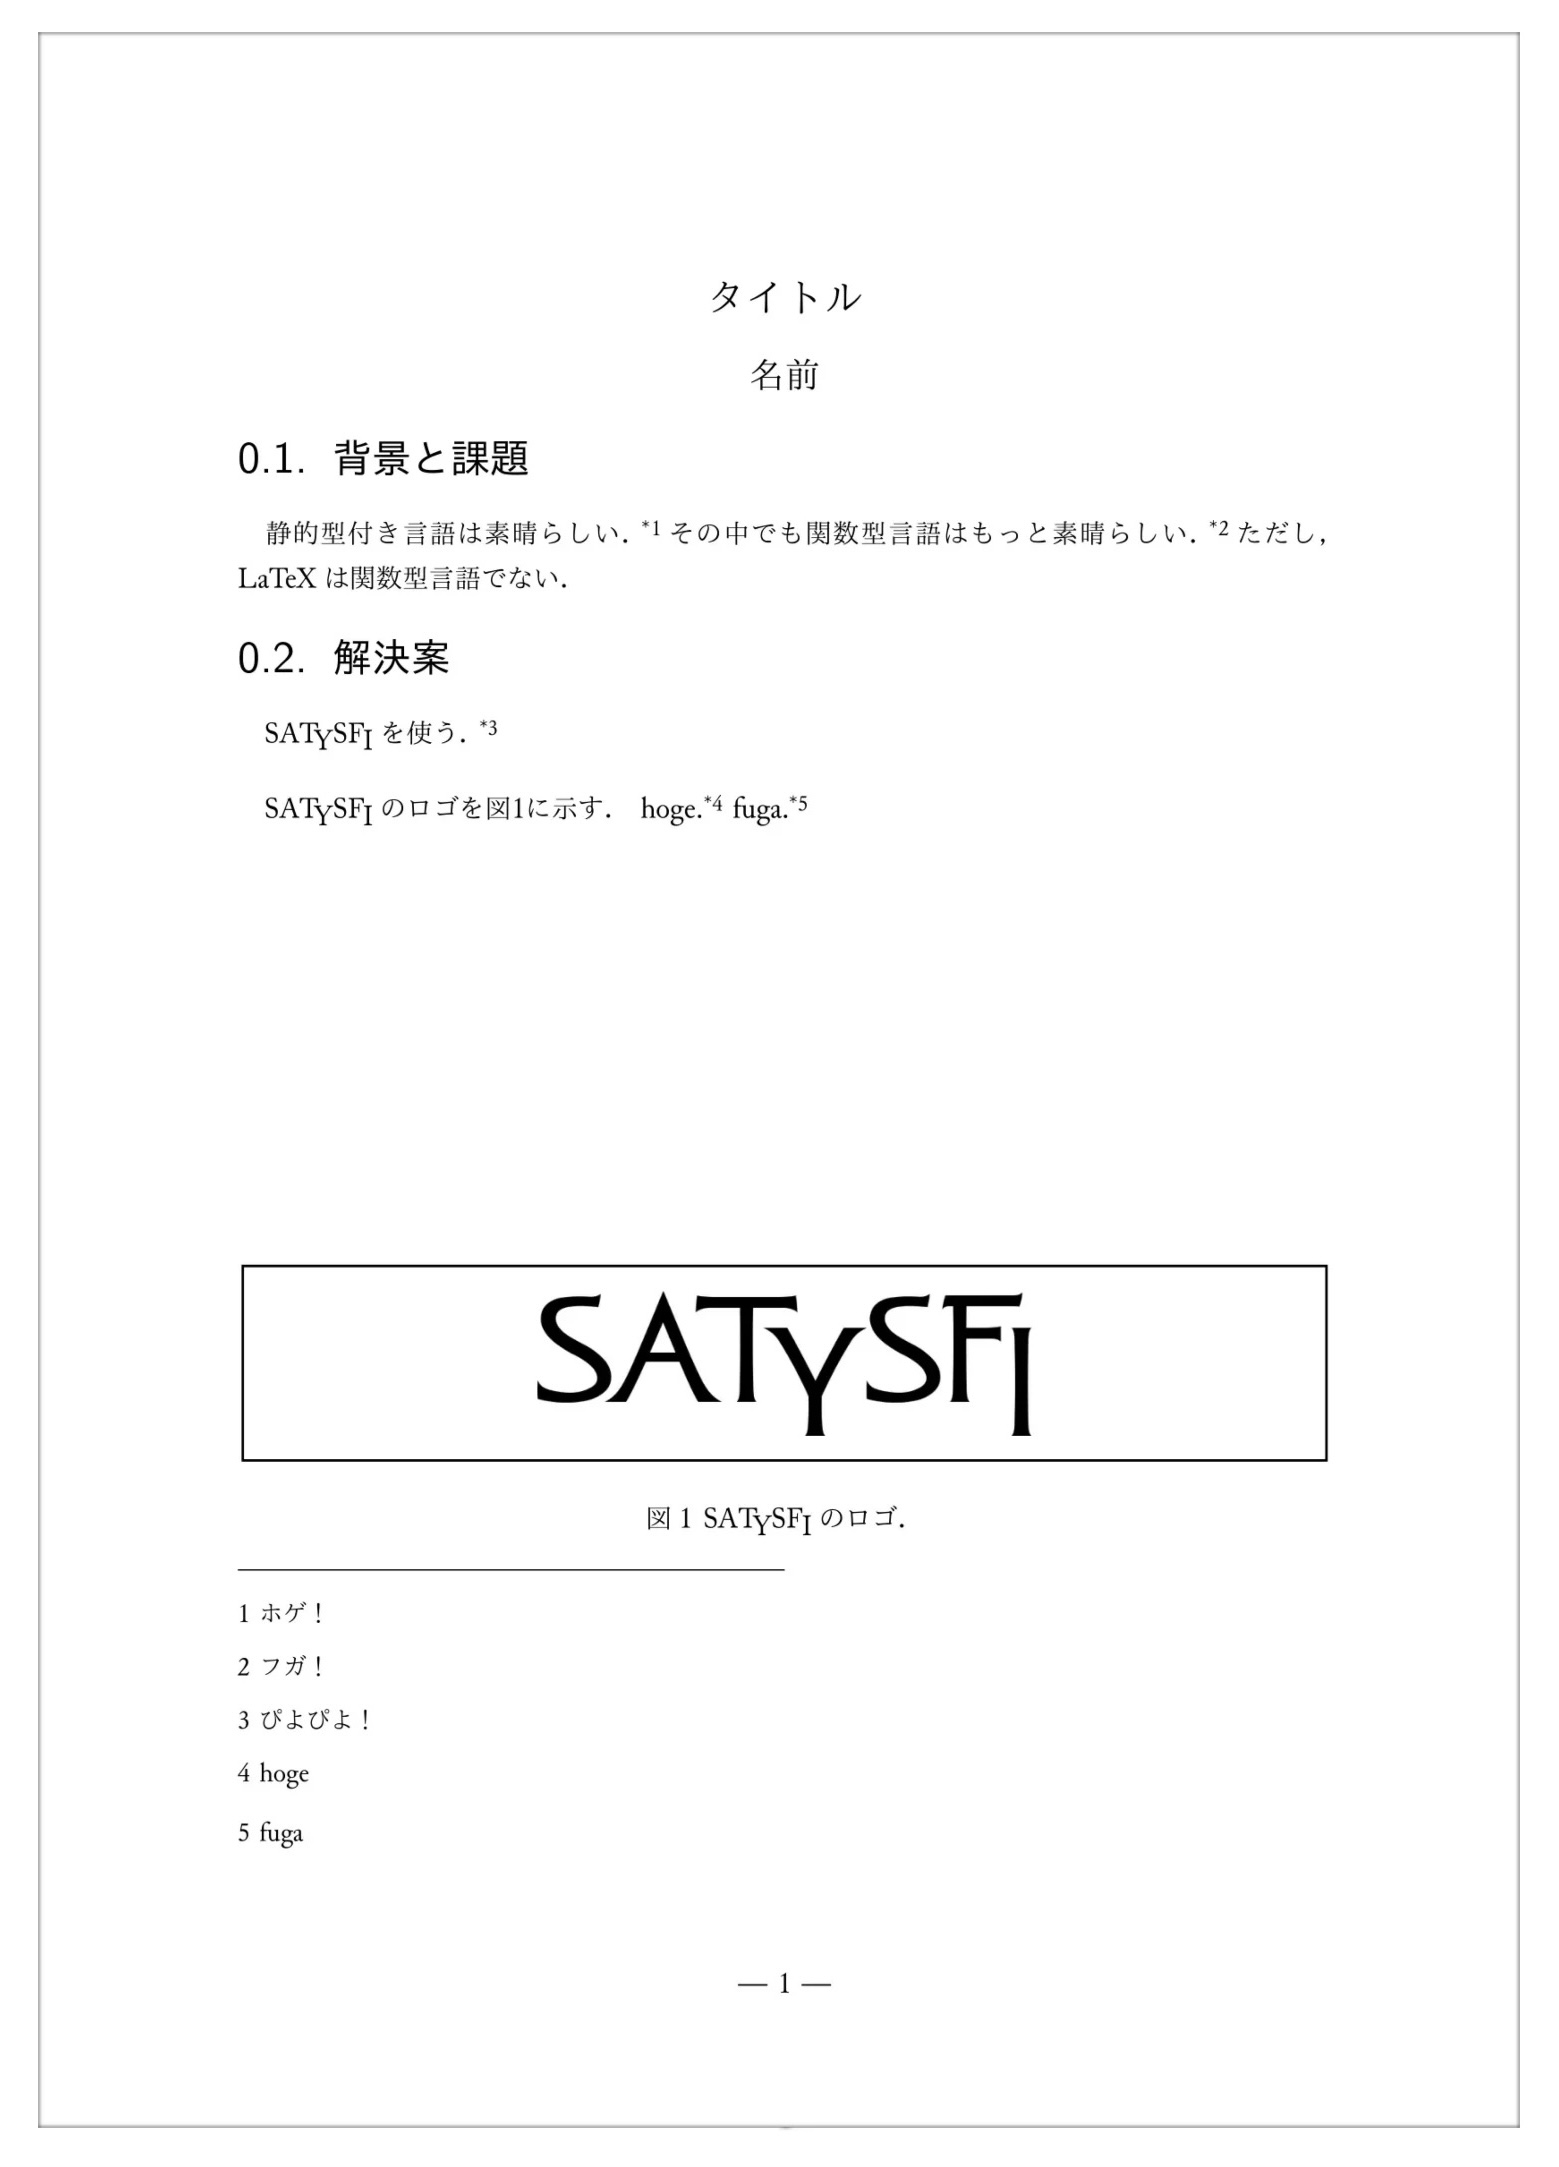 タイトル
名前
0.1. 背景と課題
静的型付き言語は素晴らしい．*1 その中でも関数型言語はもっと素晴らしい．*2 ただし，
LaTeX は関数型言語でない．
0.2. 解決案
SATYSFI を使う．*3
SATYSFI のロゴを図1に示す． hoge.*4 fuga.*5
SATYSFI
図 1 SATYSFI のロゴ．
1 ホゲ！
2 フガ！
3 ぴよぴよ！
4 hoge
5 fuga
— 1 —